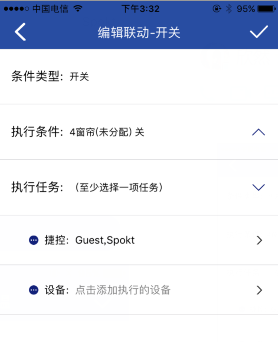 中国电信 下午3:32 95%
编辑联动-开关
条件类型: 开关
执行条件: 4窗帘(未分配) 关
执行任务: (至少选择一项任务)
捷控: Guest,Spokt
设备: 点击添加执行的设备